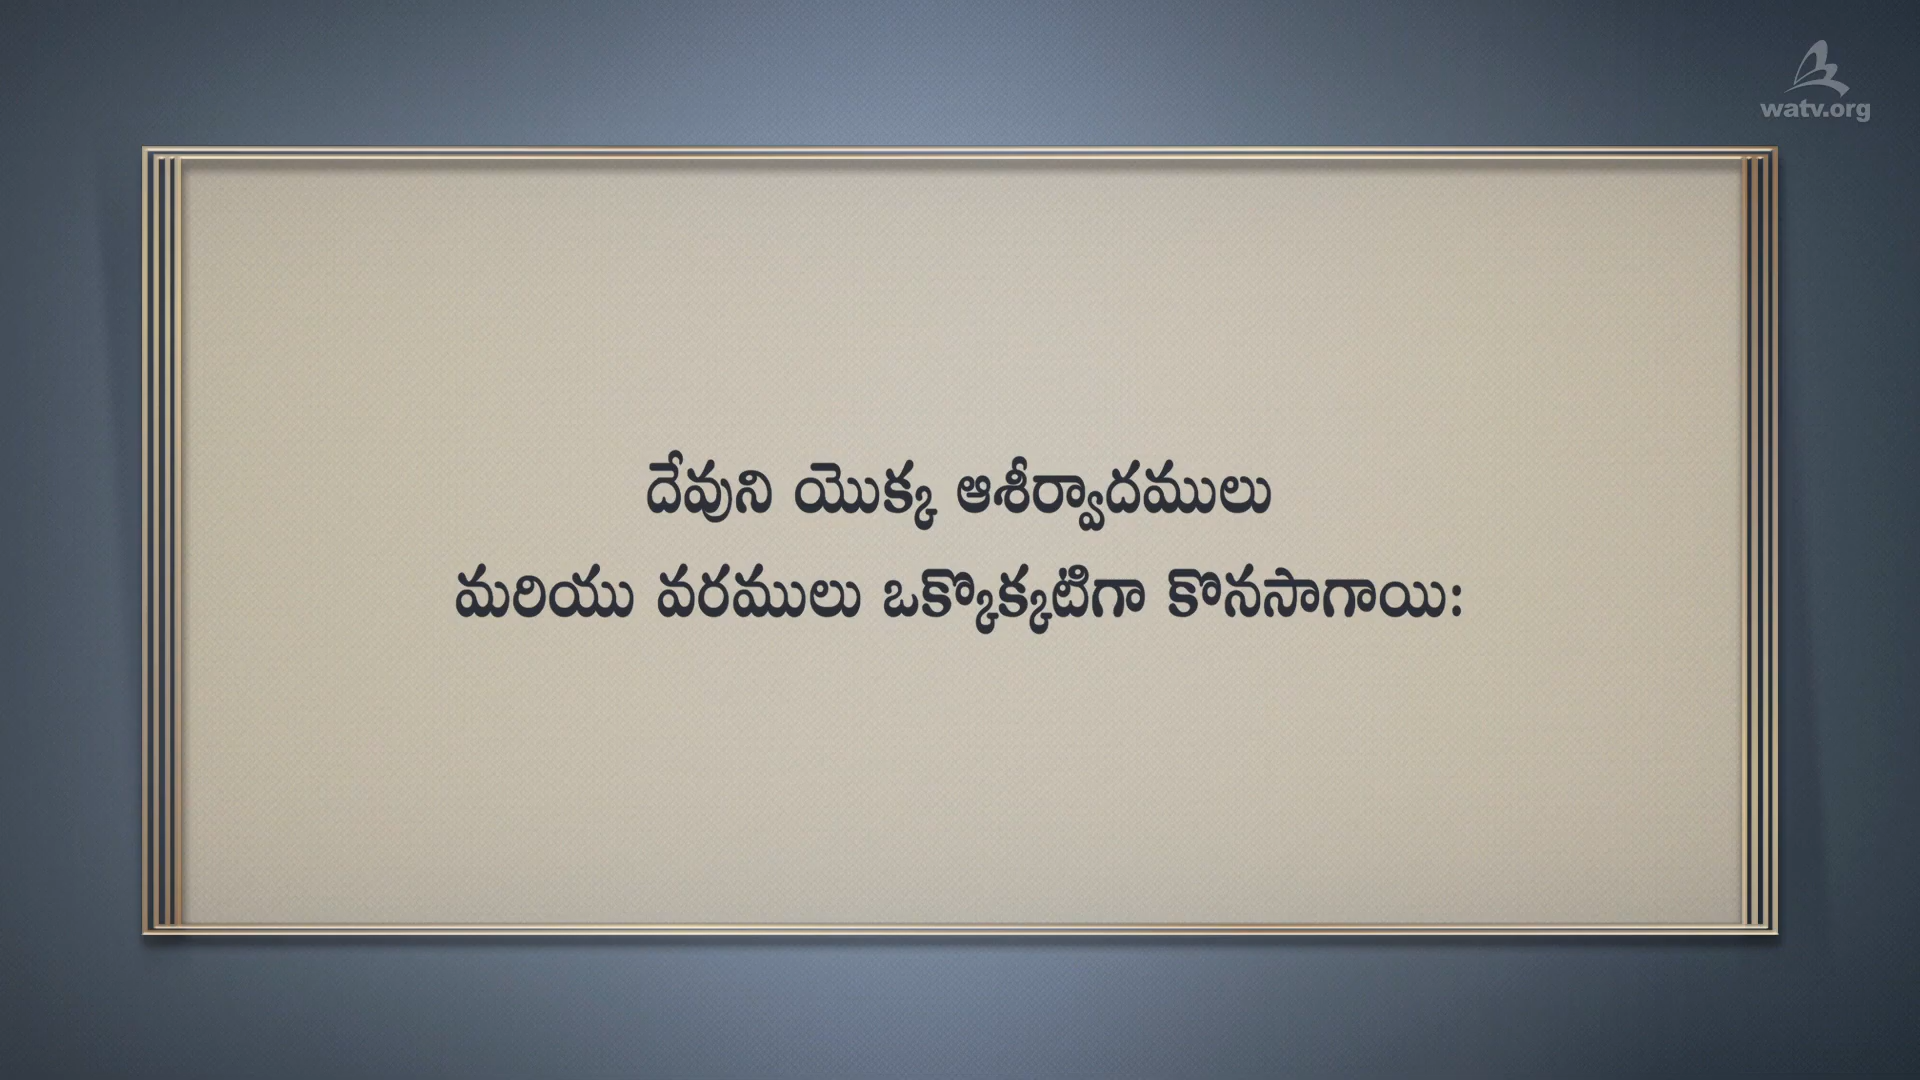 watv.org
దేవుని యొక్క ఆశీర్వాదములు
మరియు వరములు ఒక్కొక్కటిగా కొనసాగాయి: